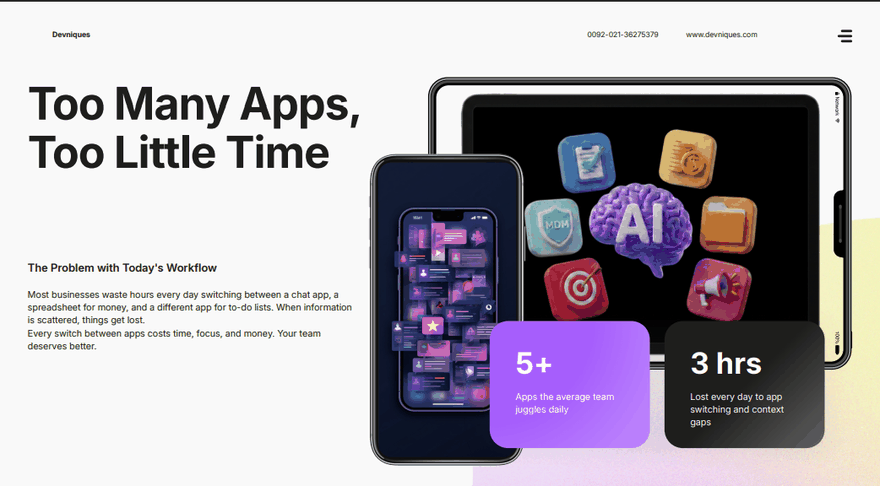 Devniques
0092-021-36275379
www.devniques.com
Too Many Apps,
Too Little Time
The Problem with Today's Workflow
Most businesses waste hours every day switching between a chat app, a
spreadsheet for money, and a different app for to-do lists. When information
is scattered, things get lost.
Every switch between apps costs time, focus, and money. Your team
deserves better.
AI
MDM
100%
5+
Apps the average team
juggles daily
3 hrs
Lost every day to app
switching and context
gaps